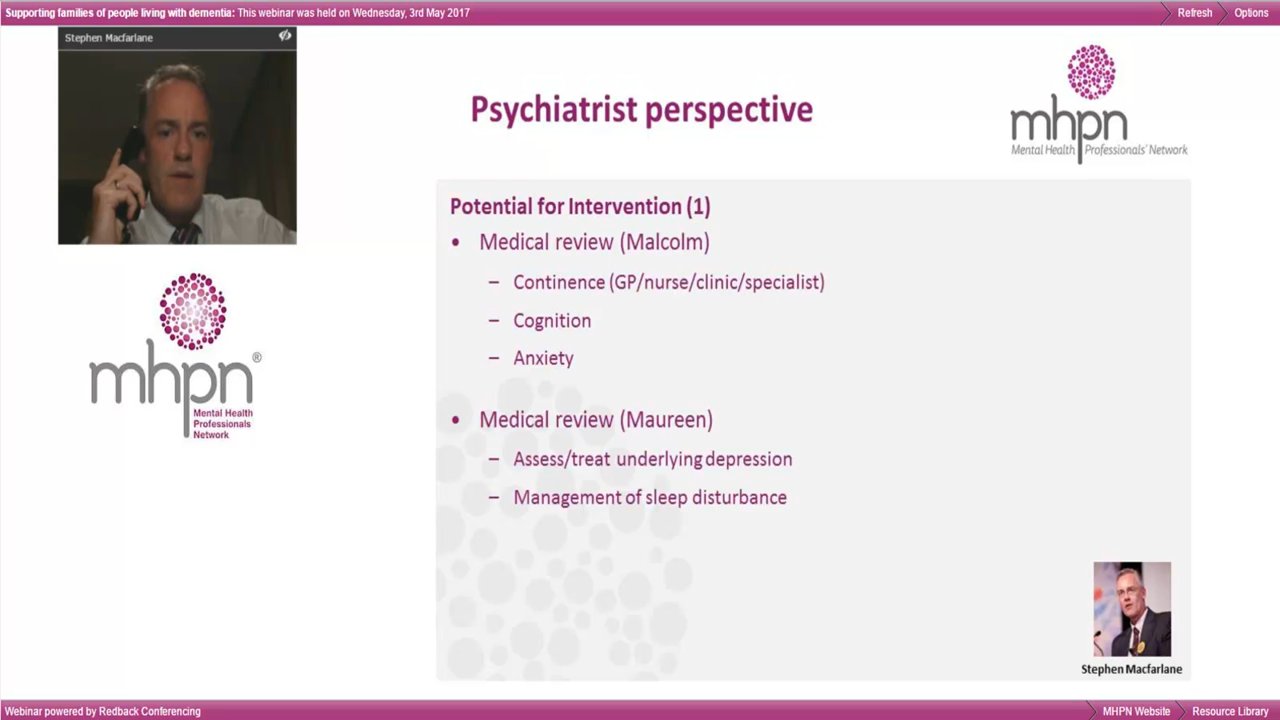 Supporting families of people living with dementia: This webinar was held on Wednesday, 3rd May 2017
Refresh
Options
Stephen Macfarlane
Psychiatrist perspective
mhpn
Mental Health Professionals' Network
mhpn®
Mental Health
Professionals
Network
Potential for Intervention (1)
• Medical review (Malcolm)
– Continence (GP/nurse/clinic/specialist)
– Cognition
– Anxiety
• Medical review (Maureen)
– Assess/treat underlying depression
– Management of sleep disturbance
Stephen Macfarlane
Webinar powered by Redback Conferencing
MHPN Website
Resource Library